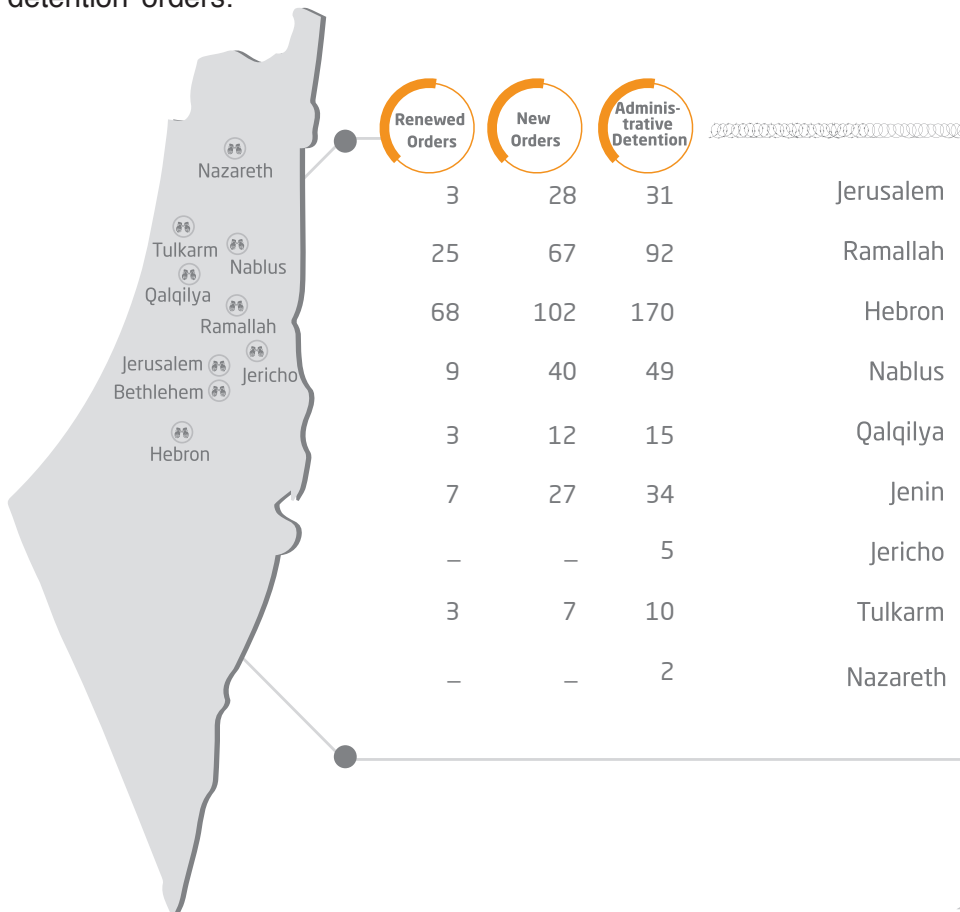 detention orders.
Nazareth
Tulkarm
Nablus
Qalqilya
Ramallah
Jerusalem
Jericho
Bethlehem
Hebron
Renewed
Orders
New
Orders
Adminis-
trative
Detention
3 28 31 Jerusalem
25 67 92 Ramallah
68 102 170 Hebron
9 40 49 Nablus
3 12 15 Qalqilya
7 27 34 Jenin
_ _ 5 Jericho
3 7 10 Tulkarm
_ _ 2 Nazareth